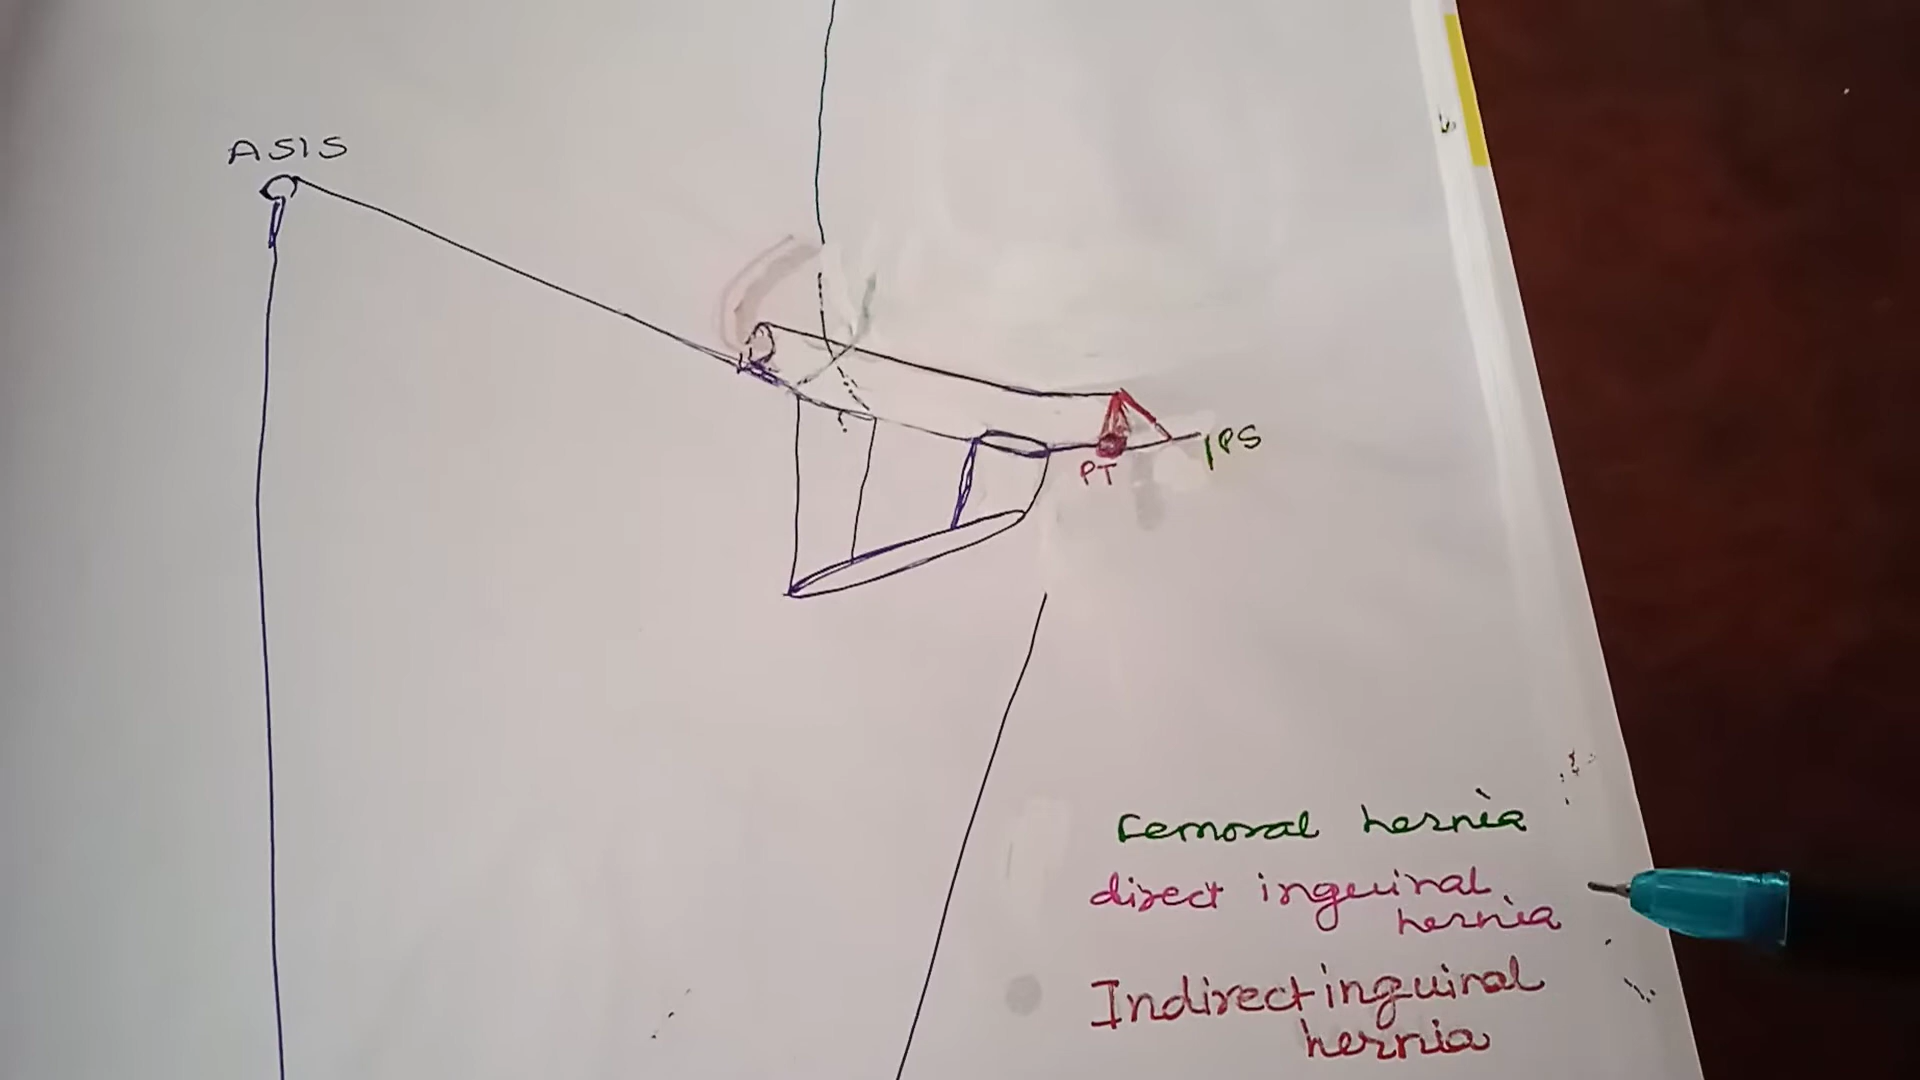 ASIS
PS
PT
Femoral hernia
direct inguinal
hernia
Indirect inguinal
hernia